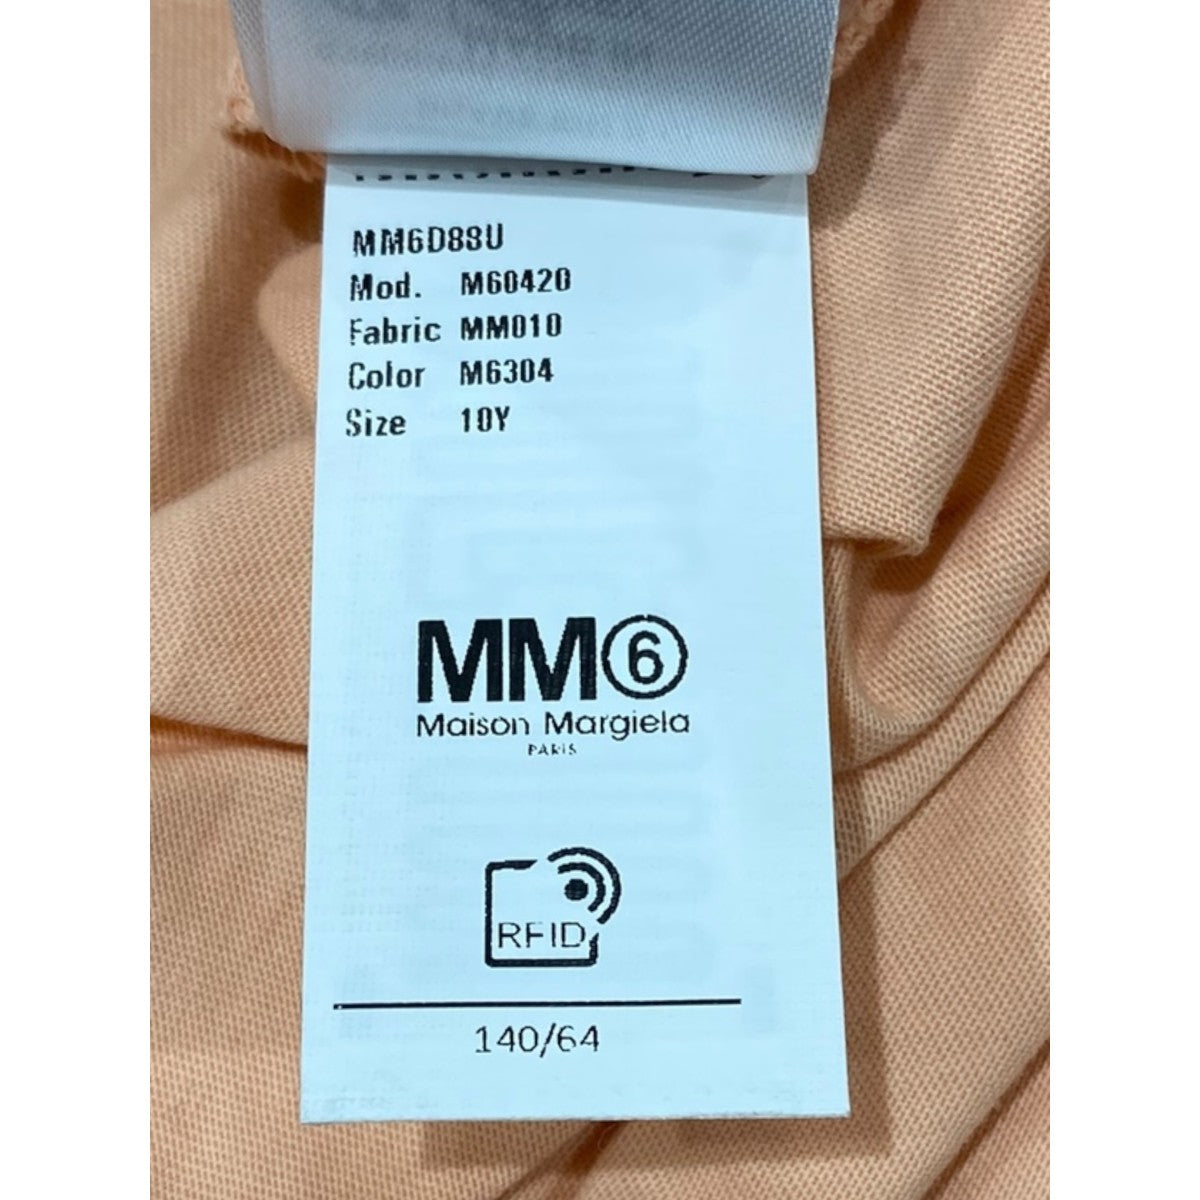 MM6D88U
Mod. M60420
Fabric MM010
Color M6304
Size 10Y
MM6
Maison Margiela
PARIS
RFID
140/64